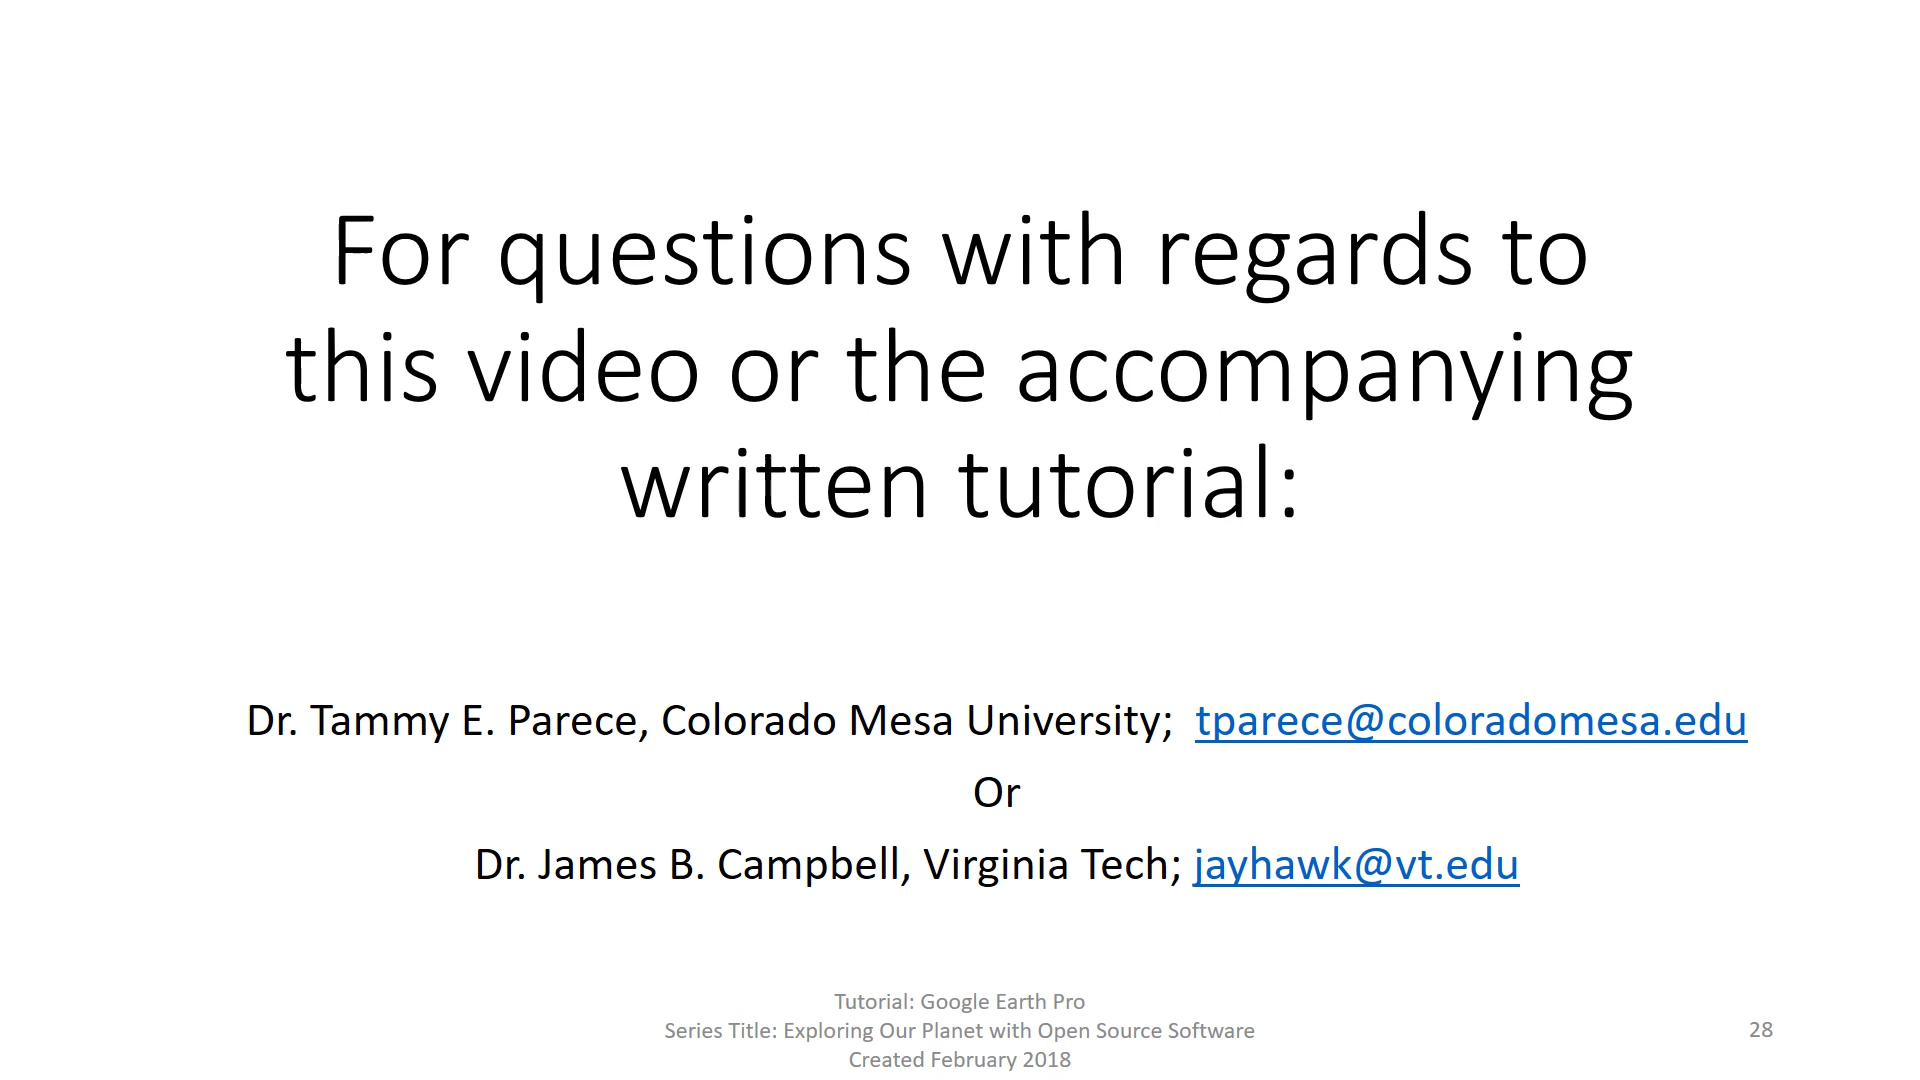 For questions with regards to
this video or the accompanying
written tutorial:
Dr. Tammy E. Parece, Colorado Mesa University; tparece@coloradomesa.edu
Or
Dr. James B. Campbell, Virginia Tech; jayhawk@vt.edu
Tutorial: Google Earth Pro
Series Title: Exploring Our Planet with Open Source Software
Created February 2018
28